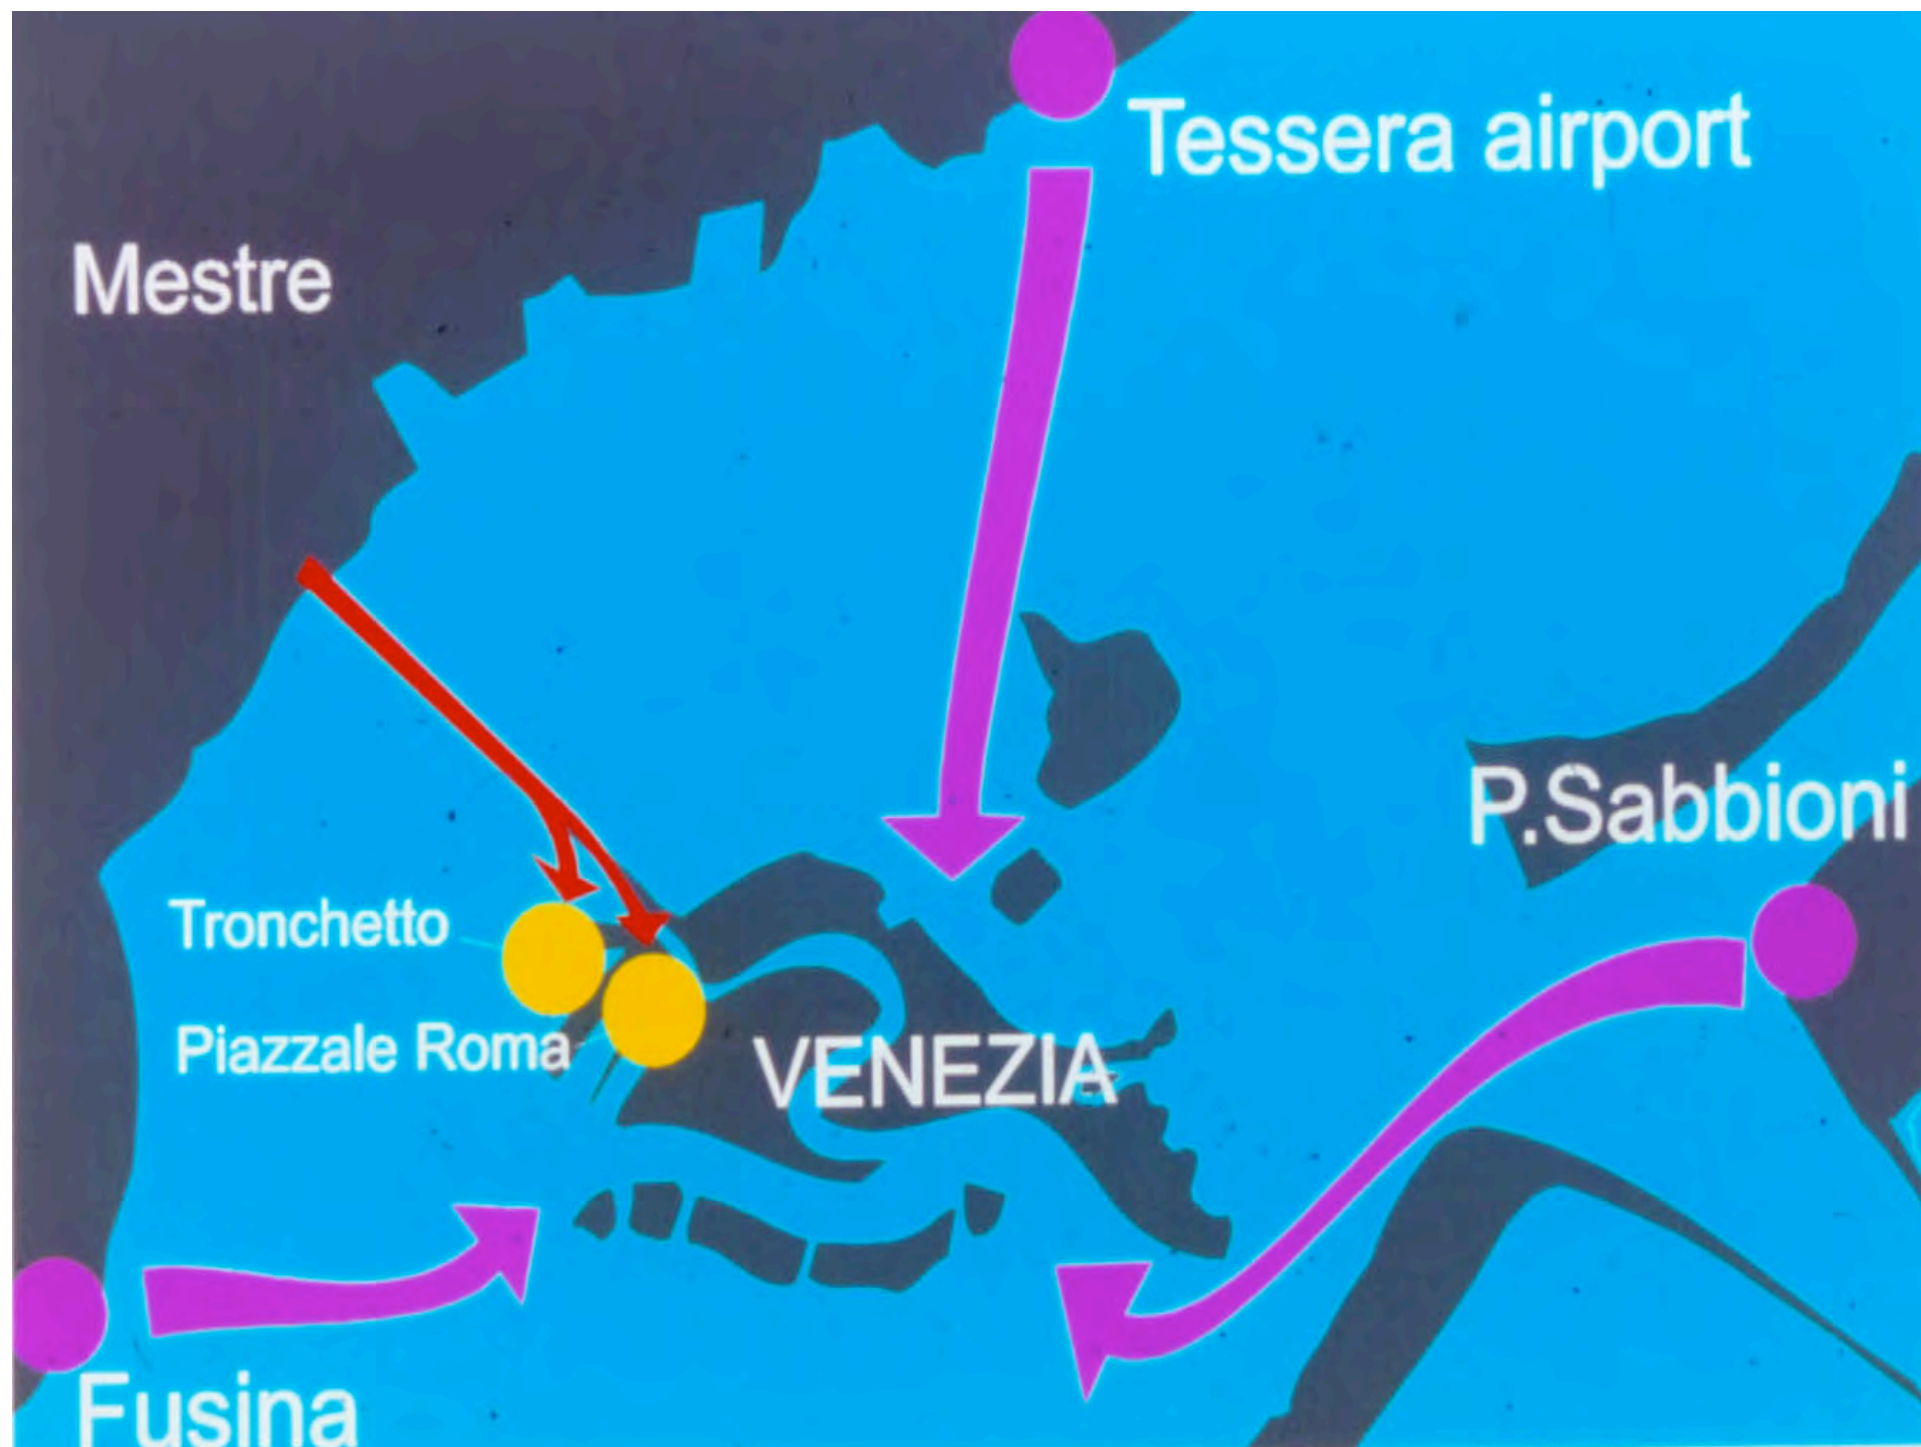 Tessera airport
Mestre
P.Sabbioni
Tronchetto
Piazzale Roma
VENEZIA
Fusina